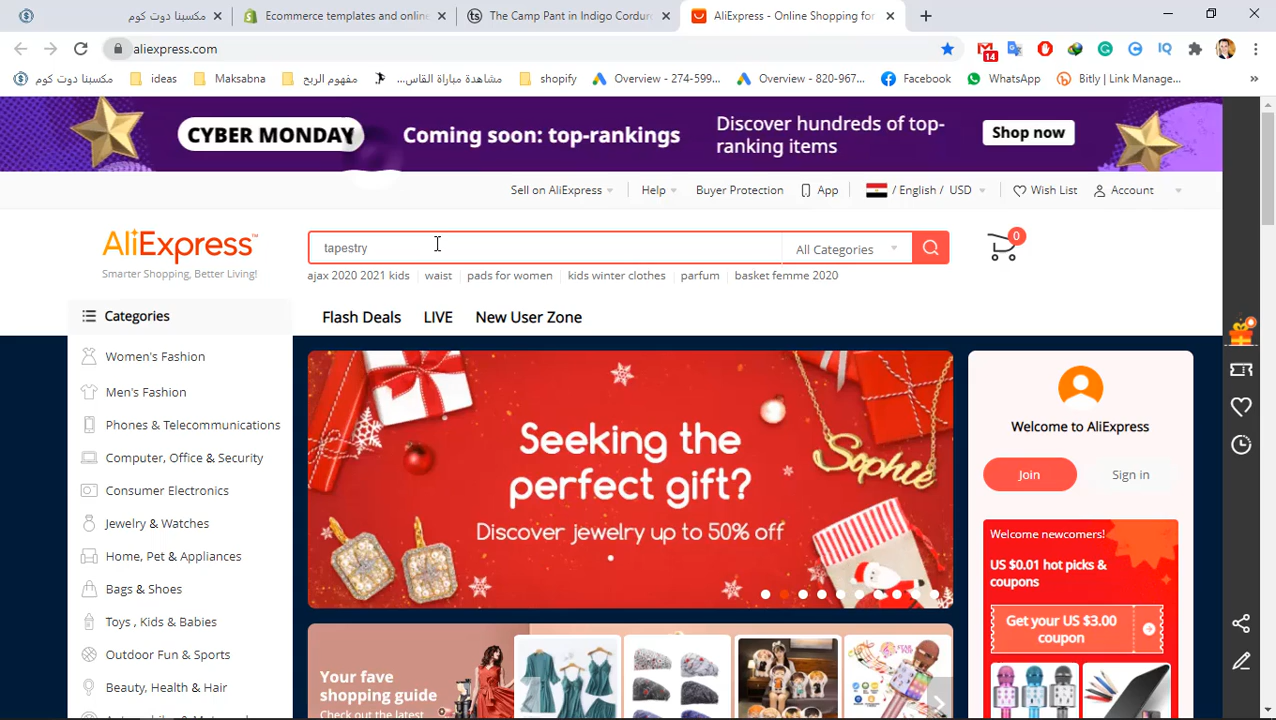 مكسبنا دوت كوم
Ecommerce templates and online
The Camp Pant in Indigo Cordur
AliExpress - Online Shopping for
aliexpress.com
14
مكسبنا دوت كوم
ideas
Maksabna
مفهوم الربح
مشاهدة مباراة القاس...
shopify
Overview - 274-599...
Overview - 820-967...
Facebook
WhatsApp
Bitly | Link Manage...
CYBER MONDAY
Coming soon: top-rankings
Discover hundreds of top-
ranking items
Shop now
Sell on AliExpress
Help
Buyer Protection
App
/ English / USD
Wish List
Account
AliExpress™
Smarter Shopping, Better Living!
tapestry
All Categories
0
ajax 2020 2021 kids
waist
pads for women
kids winter clothes
parfum
basket femme 2020
Categories
Flash Deals
LIVE
New User Zone
Women's Fashion
Men's Fashion
Phones & Telecommunications
Computer, Office & Security
Consumer Electronics
Jewelry & Watches
Home, Pet & Appliances
Bags & Shoes
Toys , Kids & Babies
Outdoor Fun & Sports
Beauty, Health & Hair
Seeking the
perfect gift?
Discover jewelry up to 50% off
Sophie
Welcome to AliExpress
Join
Sign in
Welcome newcomers!
US $0.01 hot picks &
coupons
Get your US $3.00
coupon
Your fave
shopping guide
Check out the latest